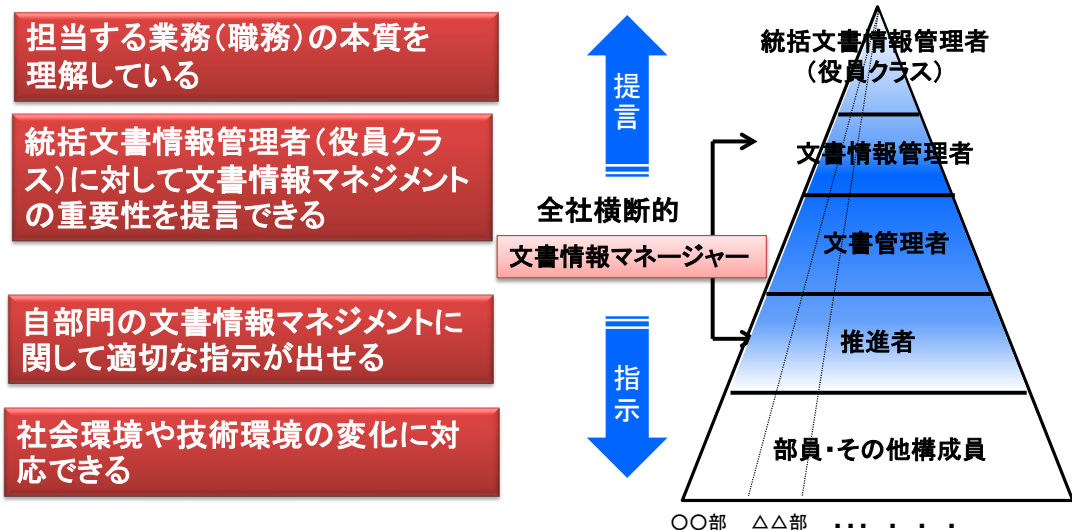 担当する業務(職務)の本質を
理解している
統括文書情報管理者(役員クラ
ス)に対して文書情報マネジメント
の重要性を提言できる
自部門の文書情報マネジメントに
関して適切な指示が出せる
社会環境や技術環境の変化に対
応できる
提言
全社横断的
文書情報マネージャー
指示
統括文書情報管理者
(役員クラス)
文書情報管理者
文書管理者
推進者
部員・その他構成員
○○部 △△部 ・・・ ・ ・ ・